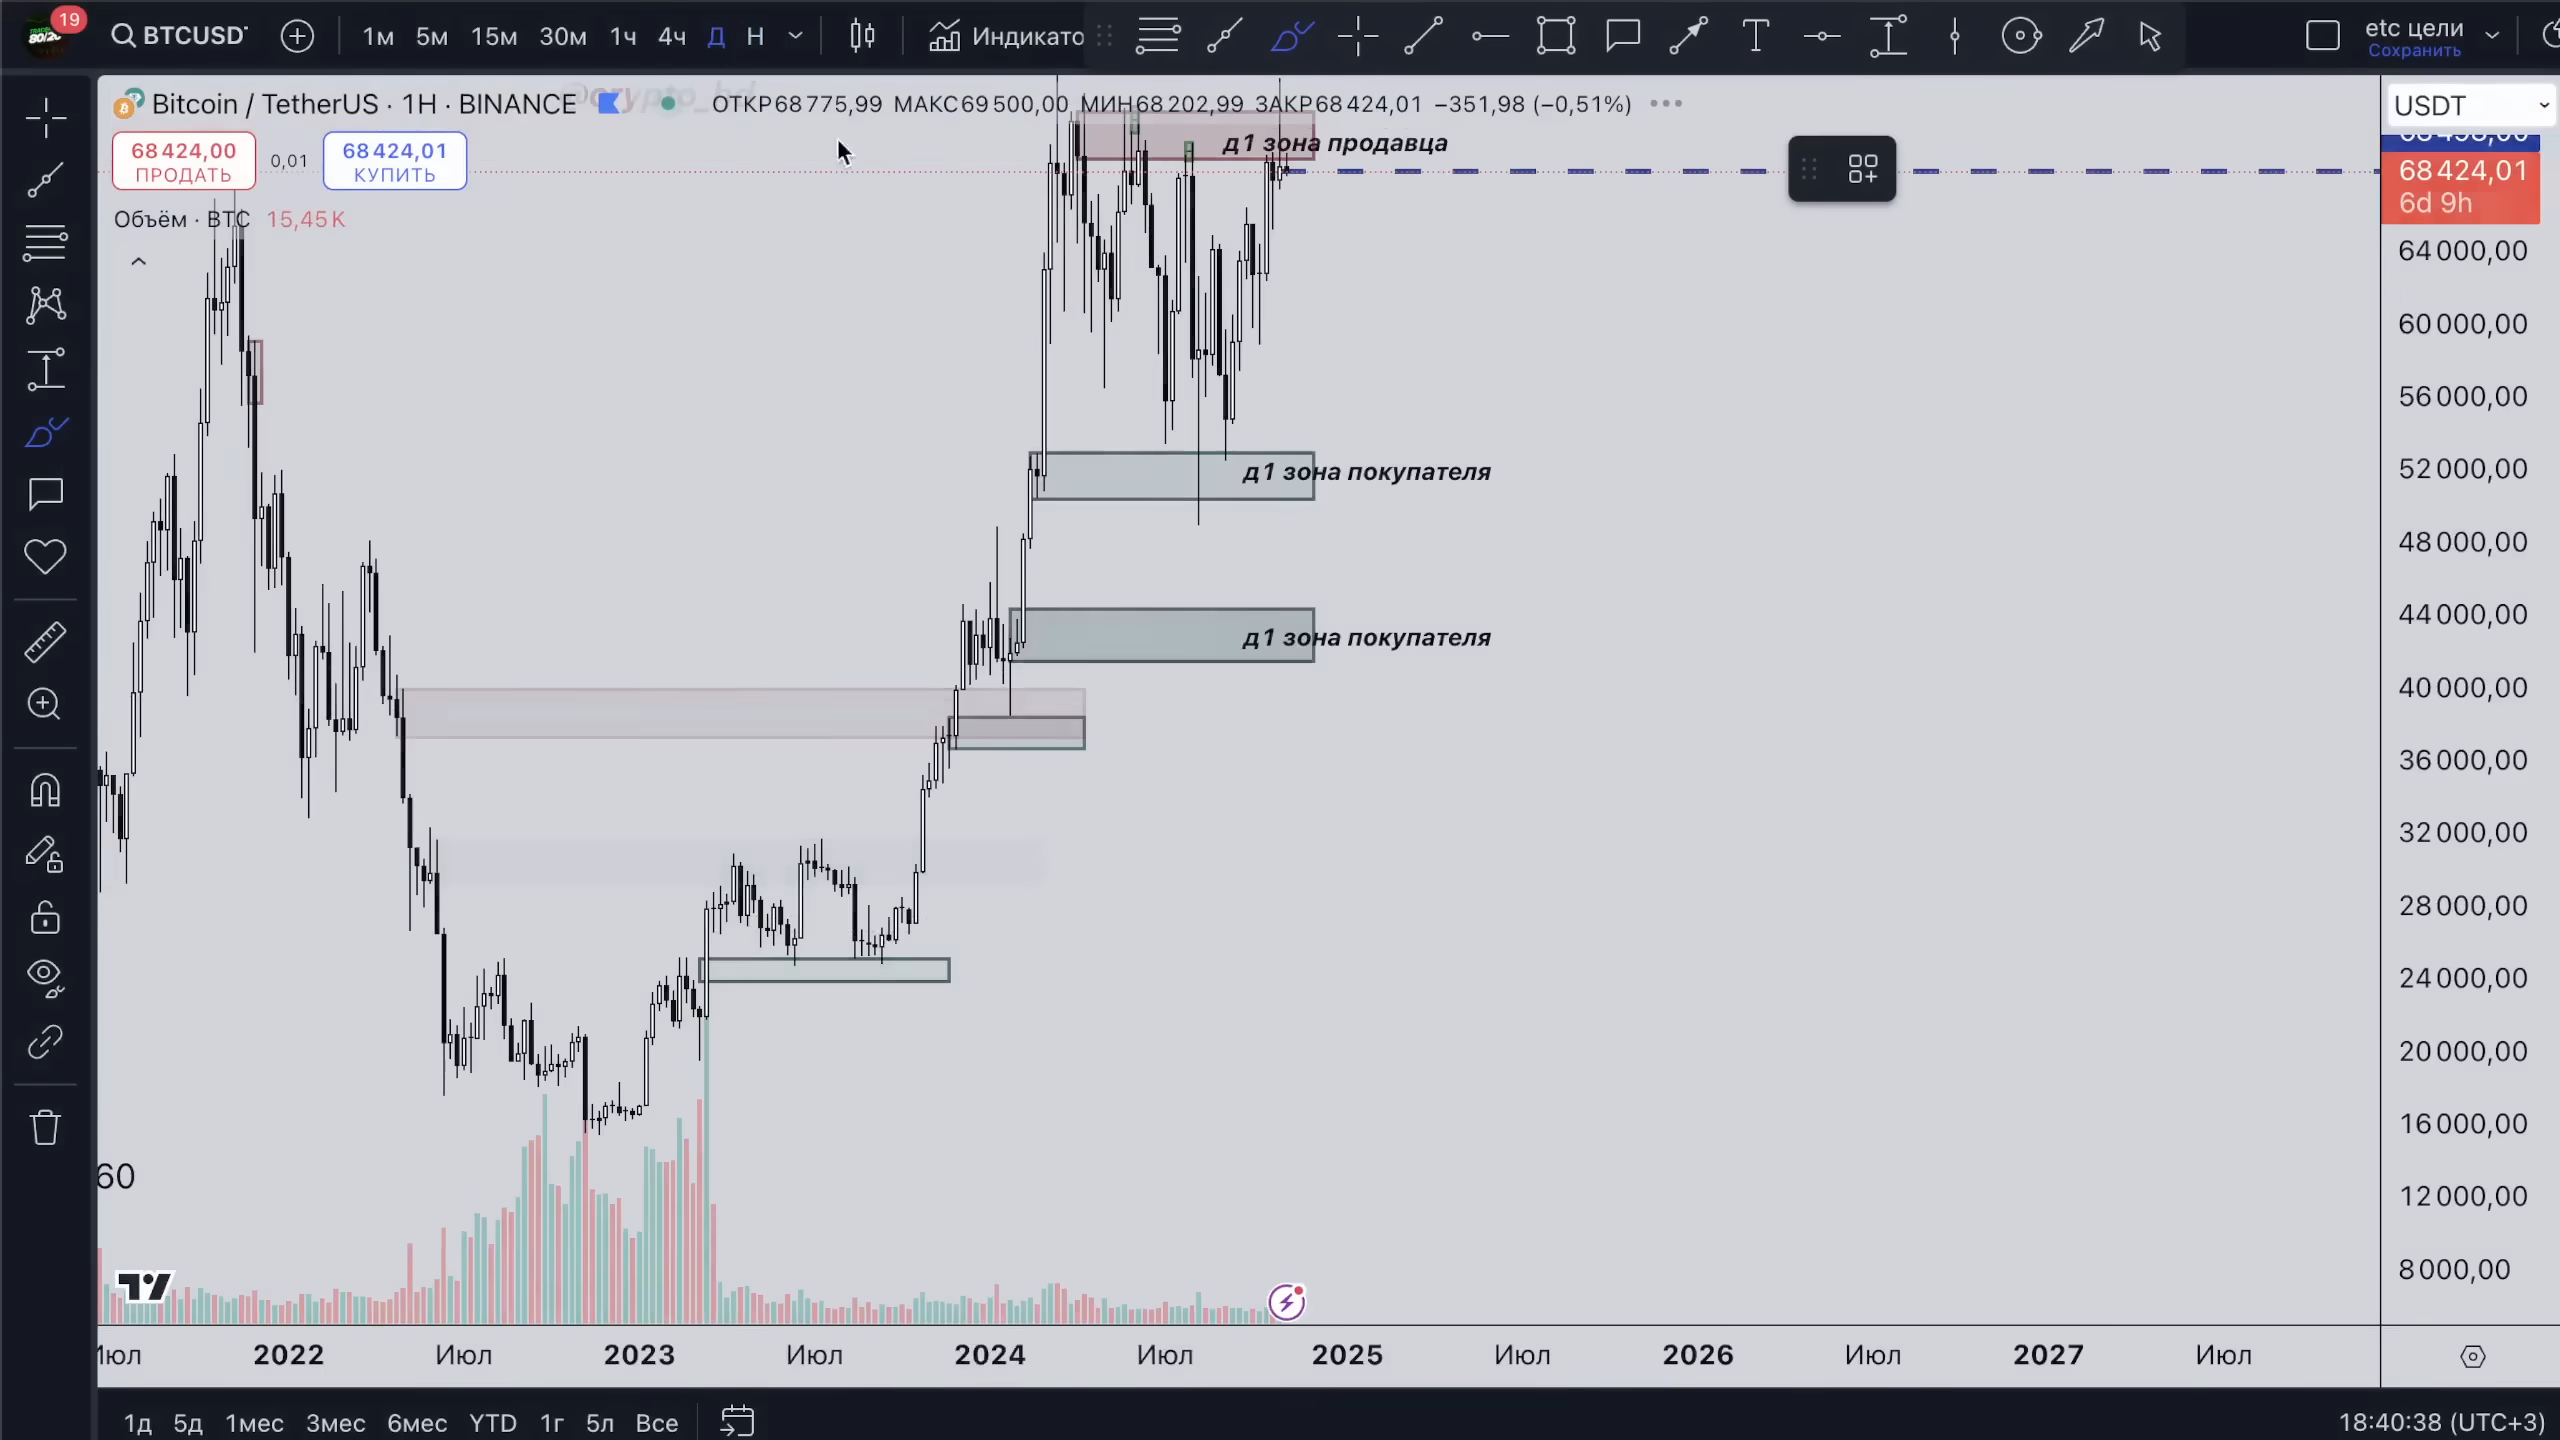 19
BTCUSDT
1м 5м 15м 30м 1ч 4ч Д Н
Индикато
etc цели
Сохранить
Bitcoin / TetherUS · 1Н · BINANCE
ОТКР68 775,99 МАКС69 500,00 МИН68 202,99 ЗАКР68 424,01 −351,98 (−0,51%)
USDT
68 424,00
ПРОДАТЬ
0,01
68 424,01
КУПИТЬ
д1 зона продавца
68 424,01
6d 9h
Объём · BTC 15,45K
64 000,00
60 000,00
56 000,00
52 000,00
д1 зона покупателя
48 000,00
44 000,00
д1 зона покупателя
40 000,00
36 000,00
32 000,00
28 000,00
24 000,00
20 000,00
16 000,00
60
12 000,00
8 000,00
Июл 2022 Июл 2023 Июл 2024 Июл 2025 Июл 2026 Июл 2027 Июл
1д 5д 1мес 3мес 6мес YTD 1г 5л Все
18:40:38 (UTC+3)